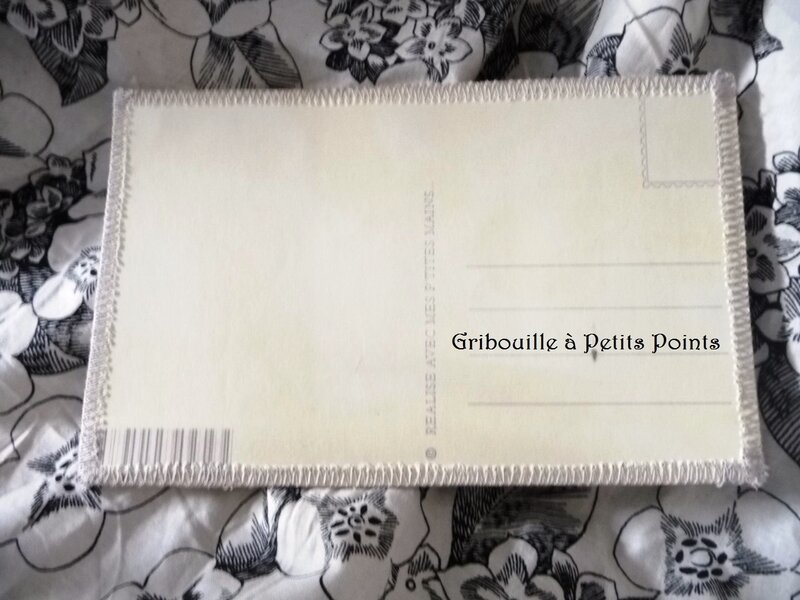 © REALISE AVEC MES P'TITES MAINS
Gribouille à Petits Points